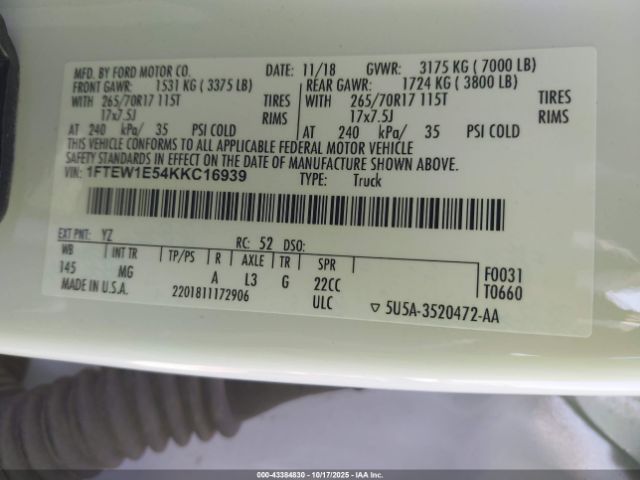 MFD. BY FORD MOTOR CO. DATE: 11/18 GVWR: 3175 KG ( 7000 LB)
FRONT GAWR: 1531 KG ( 3375 LB) REAR GAWR: 1724 KG ( 3800 LB)
WITH 265/70R17 115T TIRES WITH 265/70R17 115T TIRES
17x7.5J RIMS 17x7.5J RIMS
AT 240 kPa/ 35 PSI COLD AT 240 kPa/ 35 PSI COLD
THIS VEHICLE CONFORMS TO ALL APPLICABLE FEDERAL MOTOR VEHICLE
SAFETY STANDARDS IN EFFECT ON THE DATE OF MANUFACTURE SHOWN ABOVE.
VIN: 1FTEW1E54KKC16939 TYPE: Truck
EXT PNT: YZ RC: 52 DSO:
WB INT TR TP/PS R AXLE TR SPR F0031
145 MG A L3 G 22CC T0660
MADE IN U.S.A. 2201811172906 ULC ▽ 5U5A-3520472-AA
000-43384830 - 10/17/2025 - IAAI.CA